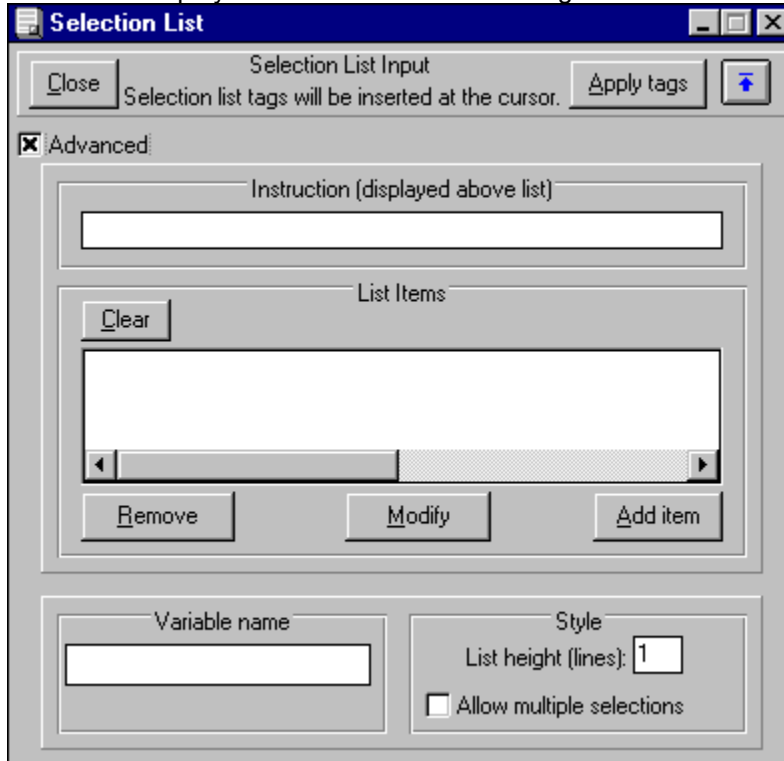 Selection List
Selection List Input
Close
Selection list tags will be inserted at the cursor.
Apply tags
Advanced
Instruction (displayed above list)
List Items
Clear
Remove
Modify
Add item
Variable name
Style
List height (lines): 1
Allow multiple selections